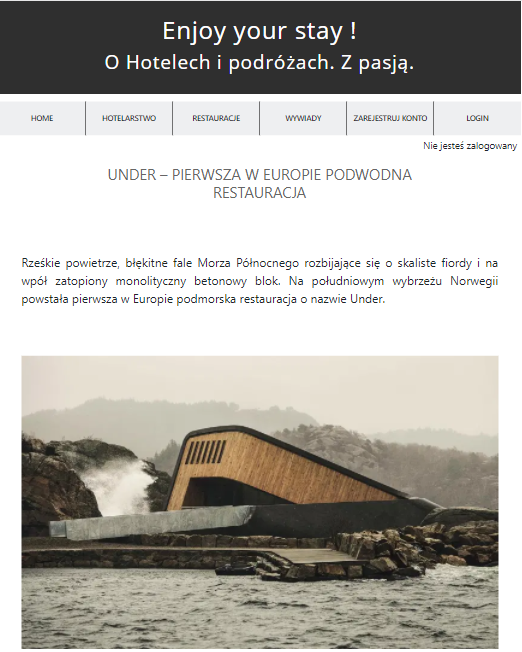 Enjoy your stay !
O Hotelech i podróżach. Z pasją.
HOME HOTELARSTWO RESTAURACJE WYWIADY ZAREJESTRUJ KONTO LOGIN
Nie jesteś zalogowany
UNDER – PIERWSZA W EUROPIE PODWODNA
RESTAURACJA
Rześkie powietrze, błękitne fale Morza Północnego rozbijające się o skaliste fiordy i na
wpół zatopiony monolityczny betonowy blok. Na południowym wybrzeżu Norwegii
powstała pierwsza w Europie podmorska restauracja o nazwie Under.